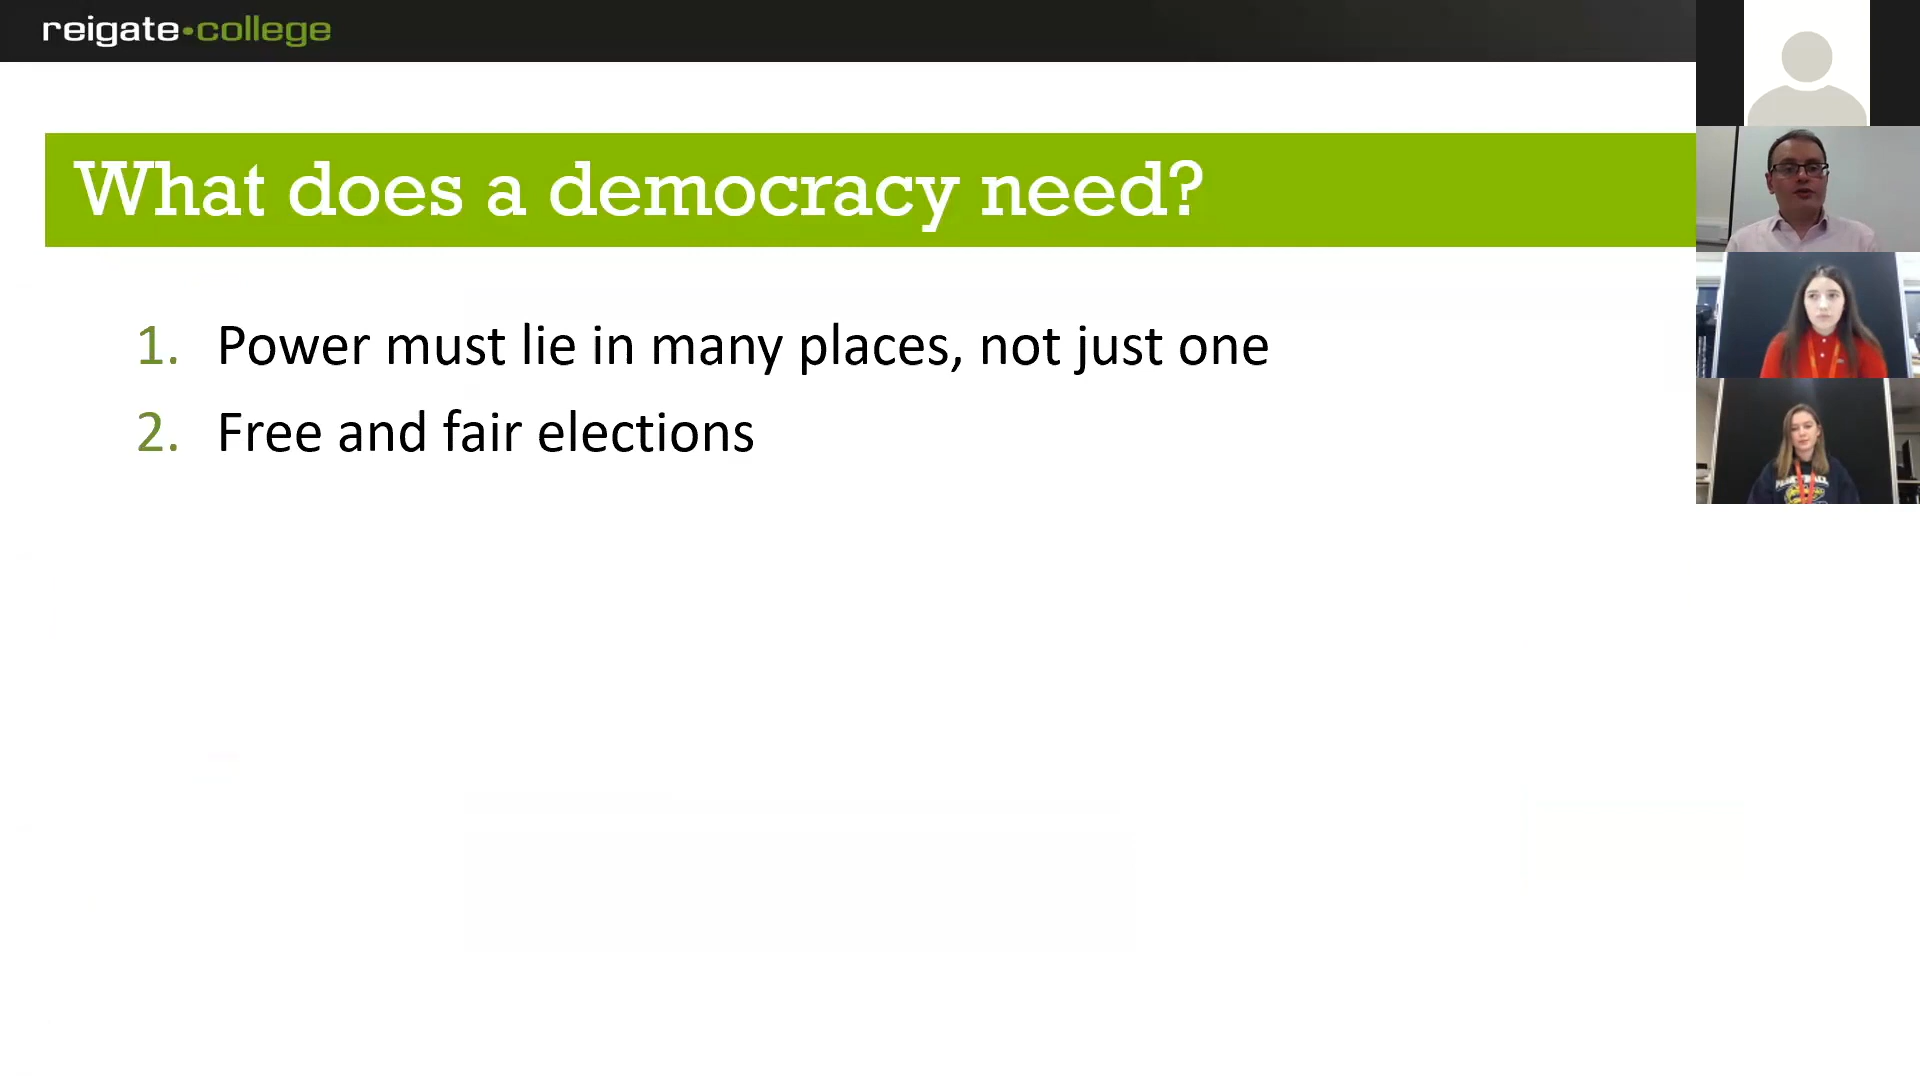 reigate•college
What does a democracy need?
1. Power must lie in many places, not just one
2. Free and fair elections